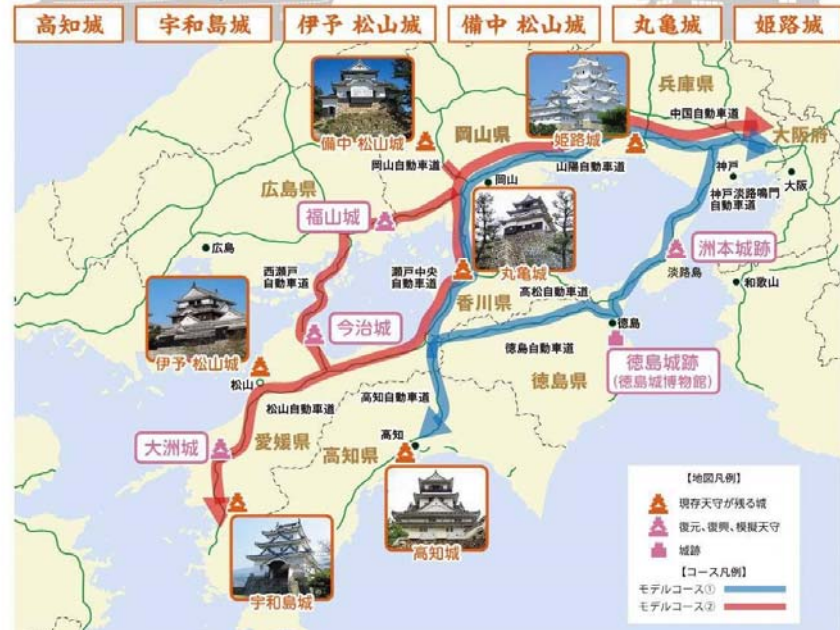 高知城
宇和島城
伊予 松山城
備中 松山城
丸亀城
姫路城
兵庫県
中国自動車道
大阪府
備中 松山城
岡山県
姫路城
岡山自動車道
山陽自動車道
神戸
大阪
岡山
神戸淡路鳴門
自動車道
広島県
福山城
丸亀城
洲本城跡
広島
西瀬戸
自動車道
瀬戸中央
自動車道
淡路島
高松自動車道
和歌山
香川県
今治城
徳島
伊予 松山城
徳島自動車道
徳島城跡
(徳島城博物館)
松山
徳島県
松山自動車道
高知自動車道
大洲城
愛媛県
高知
高知県
高知城
宇和島城
【地図凡例】
現存天守が残る城
復元、復興、模擬天守
城跡
【コース凡例】
モデルコース①
モデルコース②